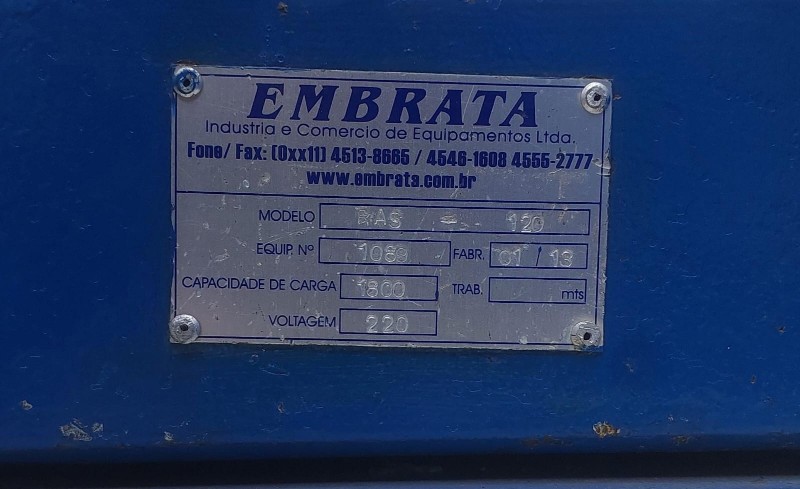 EMBRATA
Industria e Comercio de Equipamentos Ltda.
Fone/ Fax: (0xx11) 4513-8665 / 4546-1608 4555-2777
www.embrata.com.br
MODELO RAS - 120
EQUIP. Nº 1069 FABR. 01 / 13
CAPACIDADE DE CARGA 1800 TRAB. mts
VOLTAGEM 220